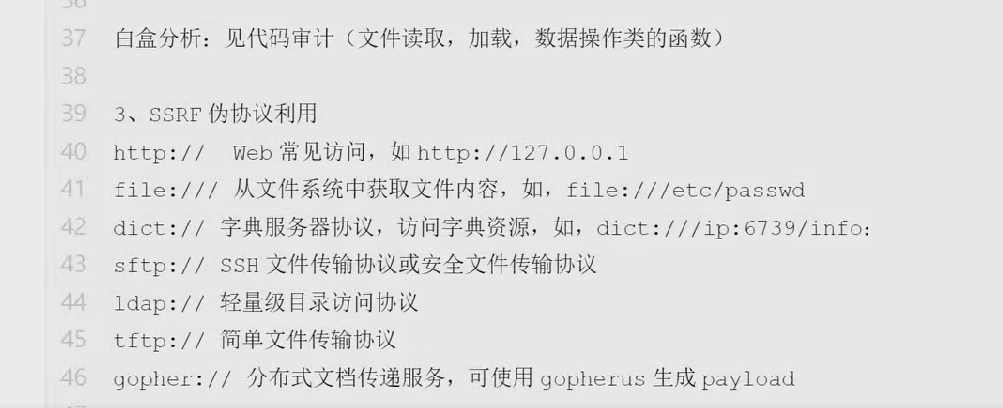 37 白盒分析：见代码审计（文件读取，加载，数据操作类的函数）
38
39 3、SSRF 伪协议利用
40 http:// Web 常见访问，如 http://127.0.0.1
41 file:/// 从文件系统中获取文件内容，如，file:///etc/passwd
42 dict:// 字典服务器协议，访问字典资源，如，dict:///ip:6739/info：
43 sftp:// SSH 文件传输协议或安全文件传输协议
44 ldap:// 轻量级目录访问协议
45 tftp:// 简单文件传输协议
46 gopher:// 分布式文档传递服务，可使用 gopherus 生成 payload